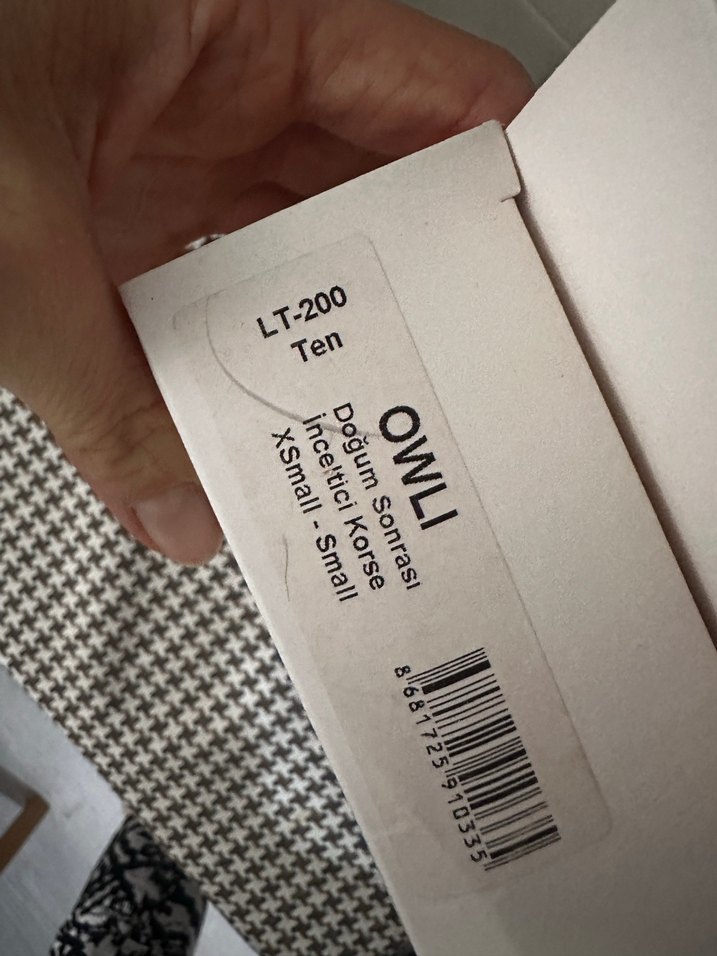 LT-200
Ten
OWLI
Doğum Sonrası
İnceltici Korse
XSmall - Small
8681725910335